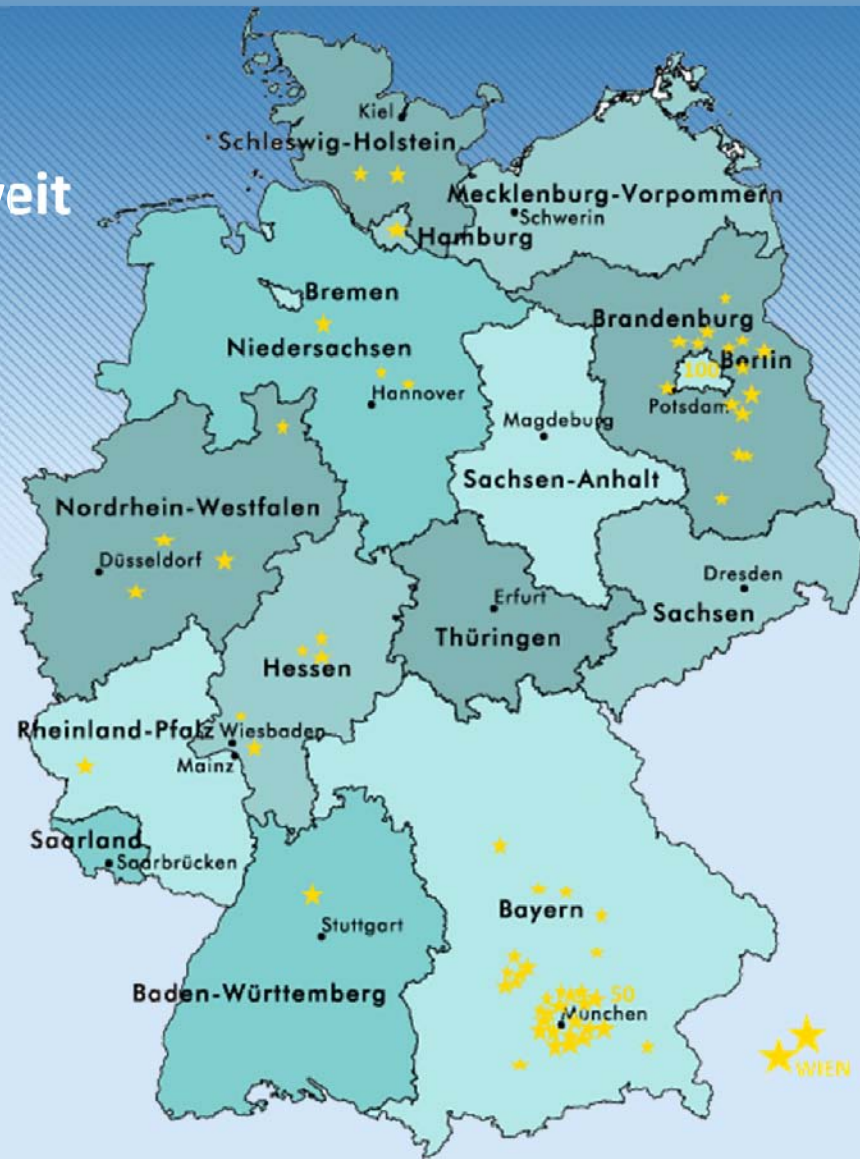 Kiel
Schleswig-Holstein
eit
Mecklenburg-Vorpommern
Schwerin
Hamburg
Bremen
Brandenburg
Niedersachsen
Berlin
100
Hannover
Potsdam
Magdeburg
Sachsen-Anhalt
Nordrhein-Westfalen
Düsseldorf
Dresden
Erfurt
Sachsen
Thüringen
Hessen
Rheinland-Pfalz
Wiesbaden
Mainz
Saarland
Saarbrücken
Bayern
Stuttgart
Baden-Württemberg
50
München
WIEN